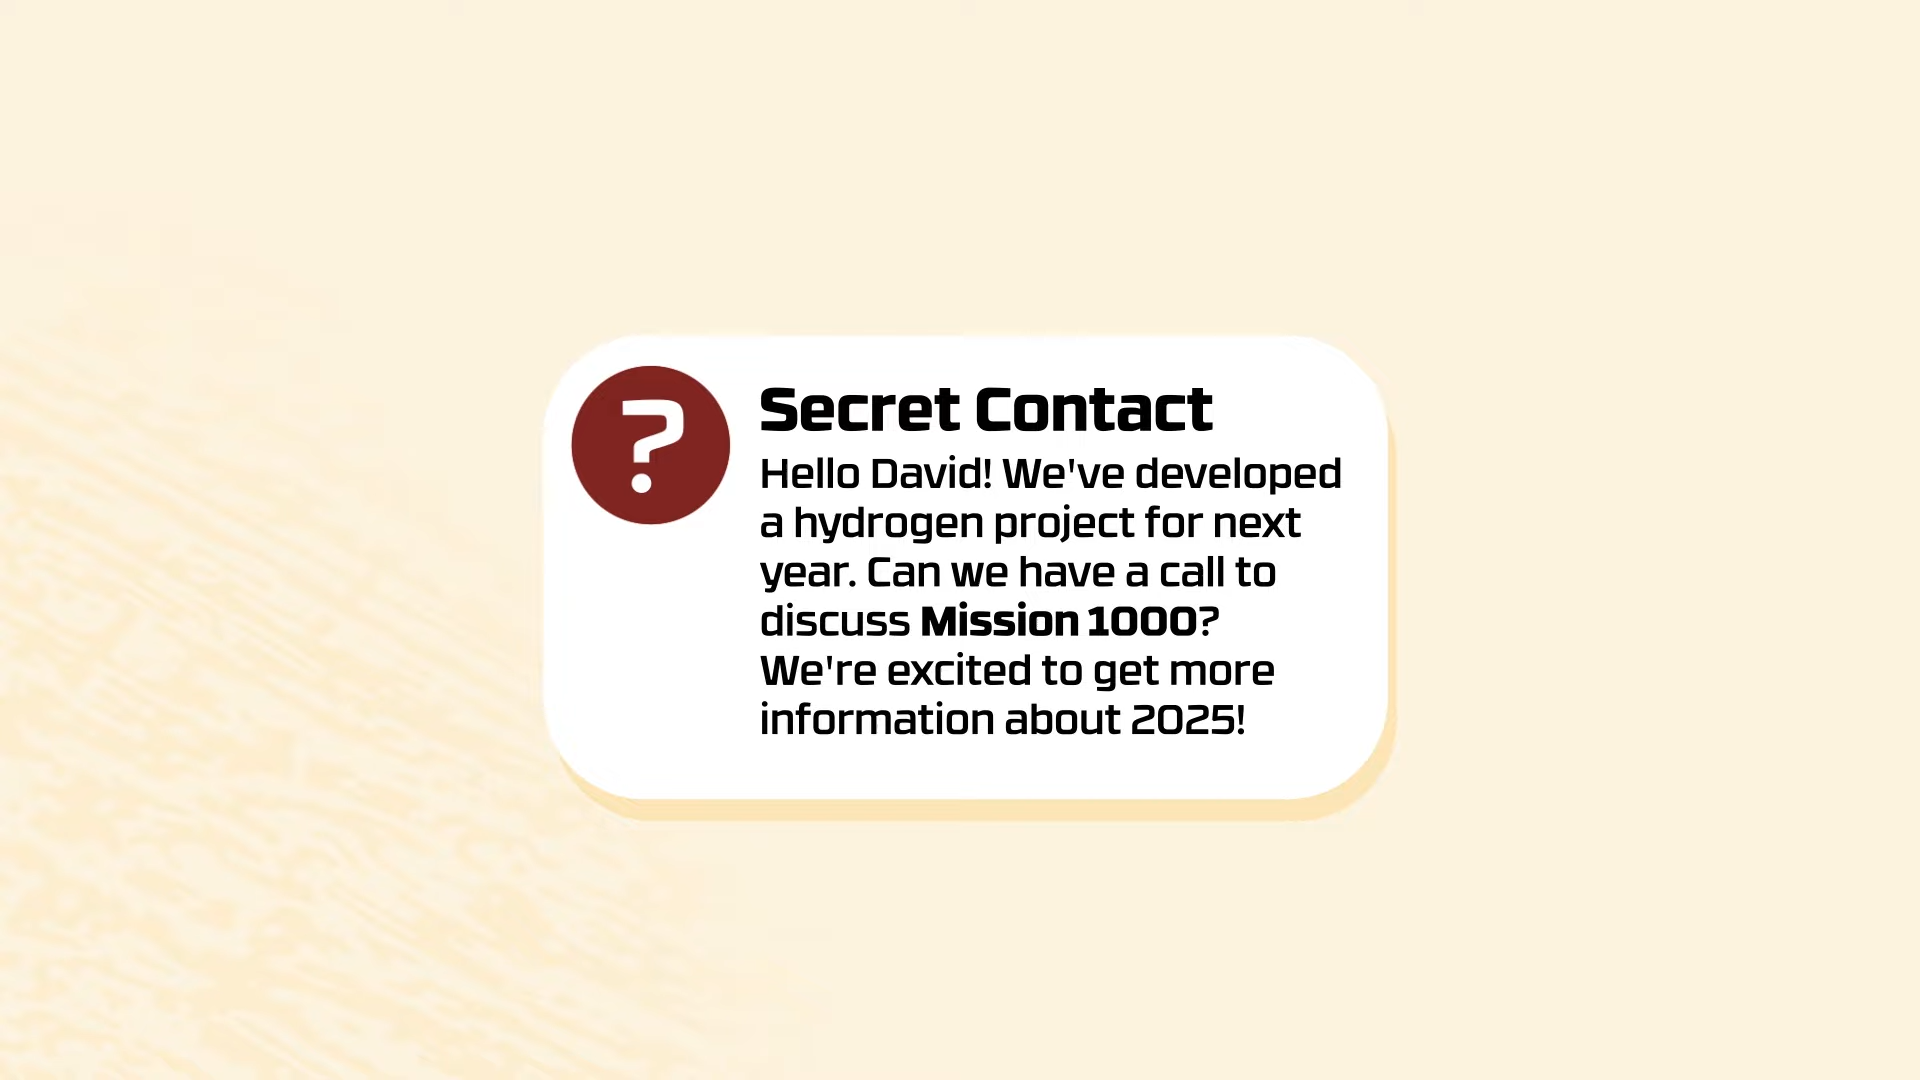 ?
Secret Contact
Hello David! We've developed
a hydrogen project for next
year. Can we have a call to
discuss Mission 1000?
We're excited to get more
information about 2025!